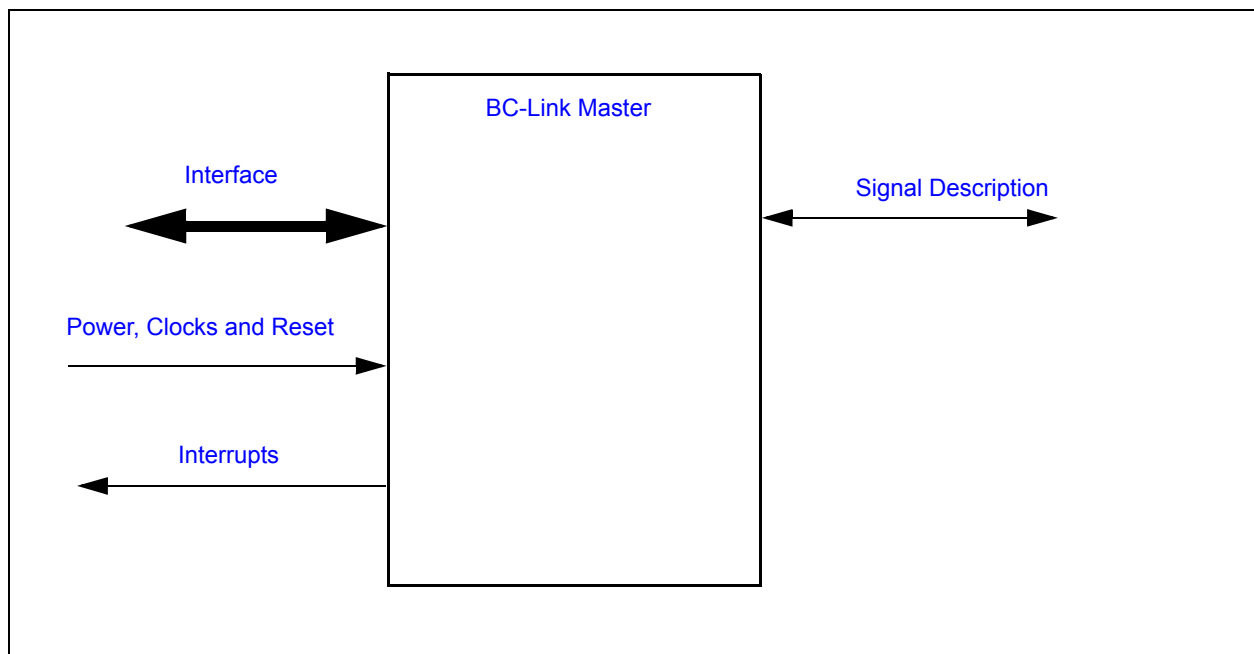 BC-Link Master
Interface
Signal Description
Power, Clocks and Reset
Interrupts